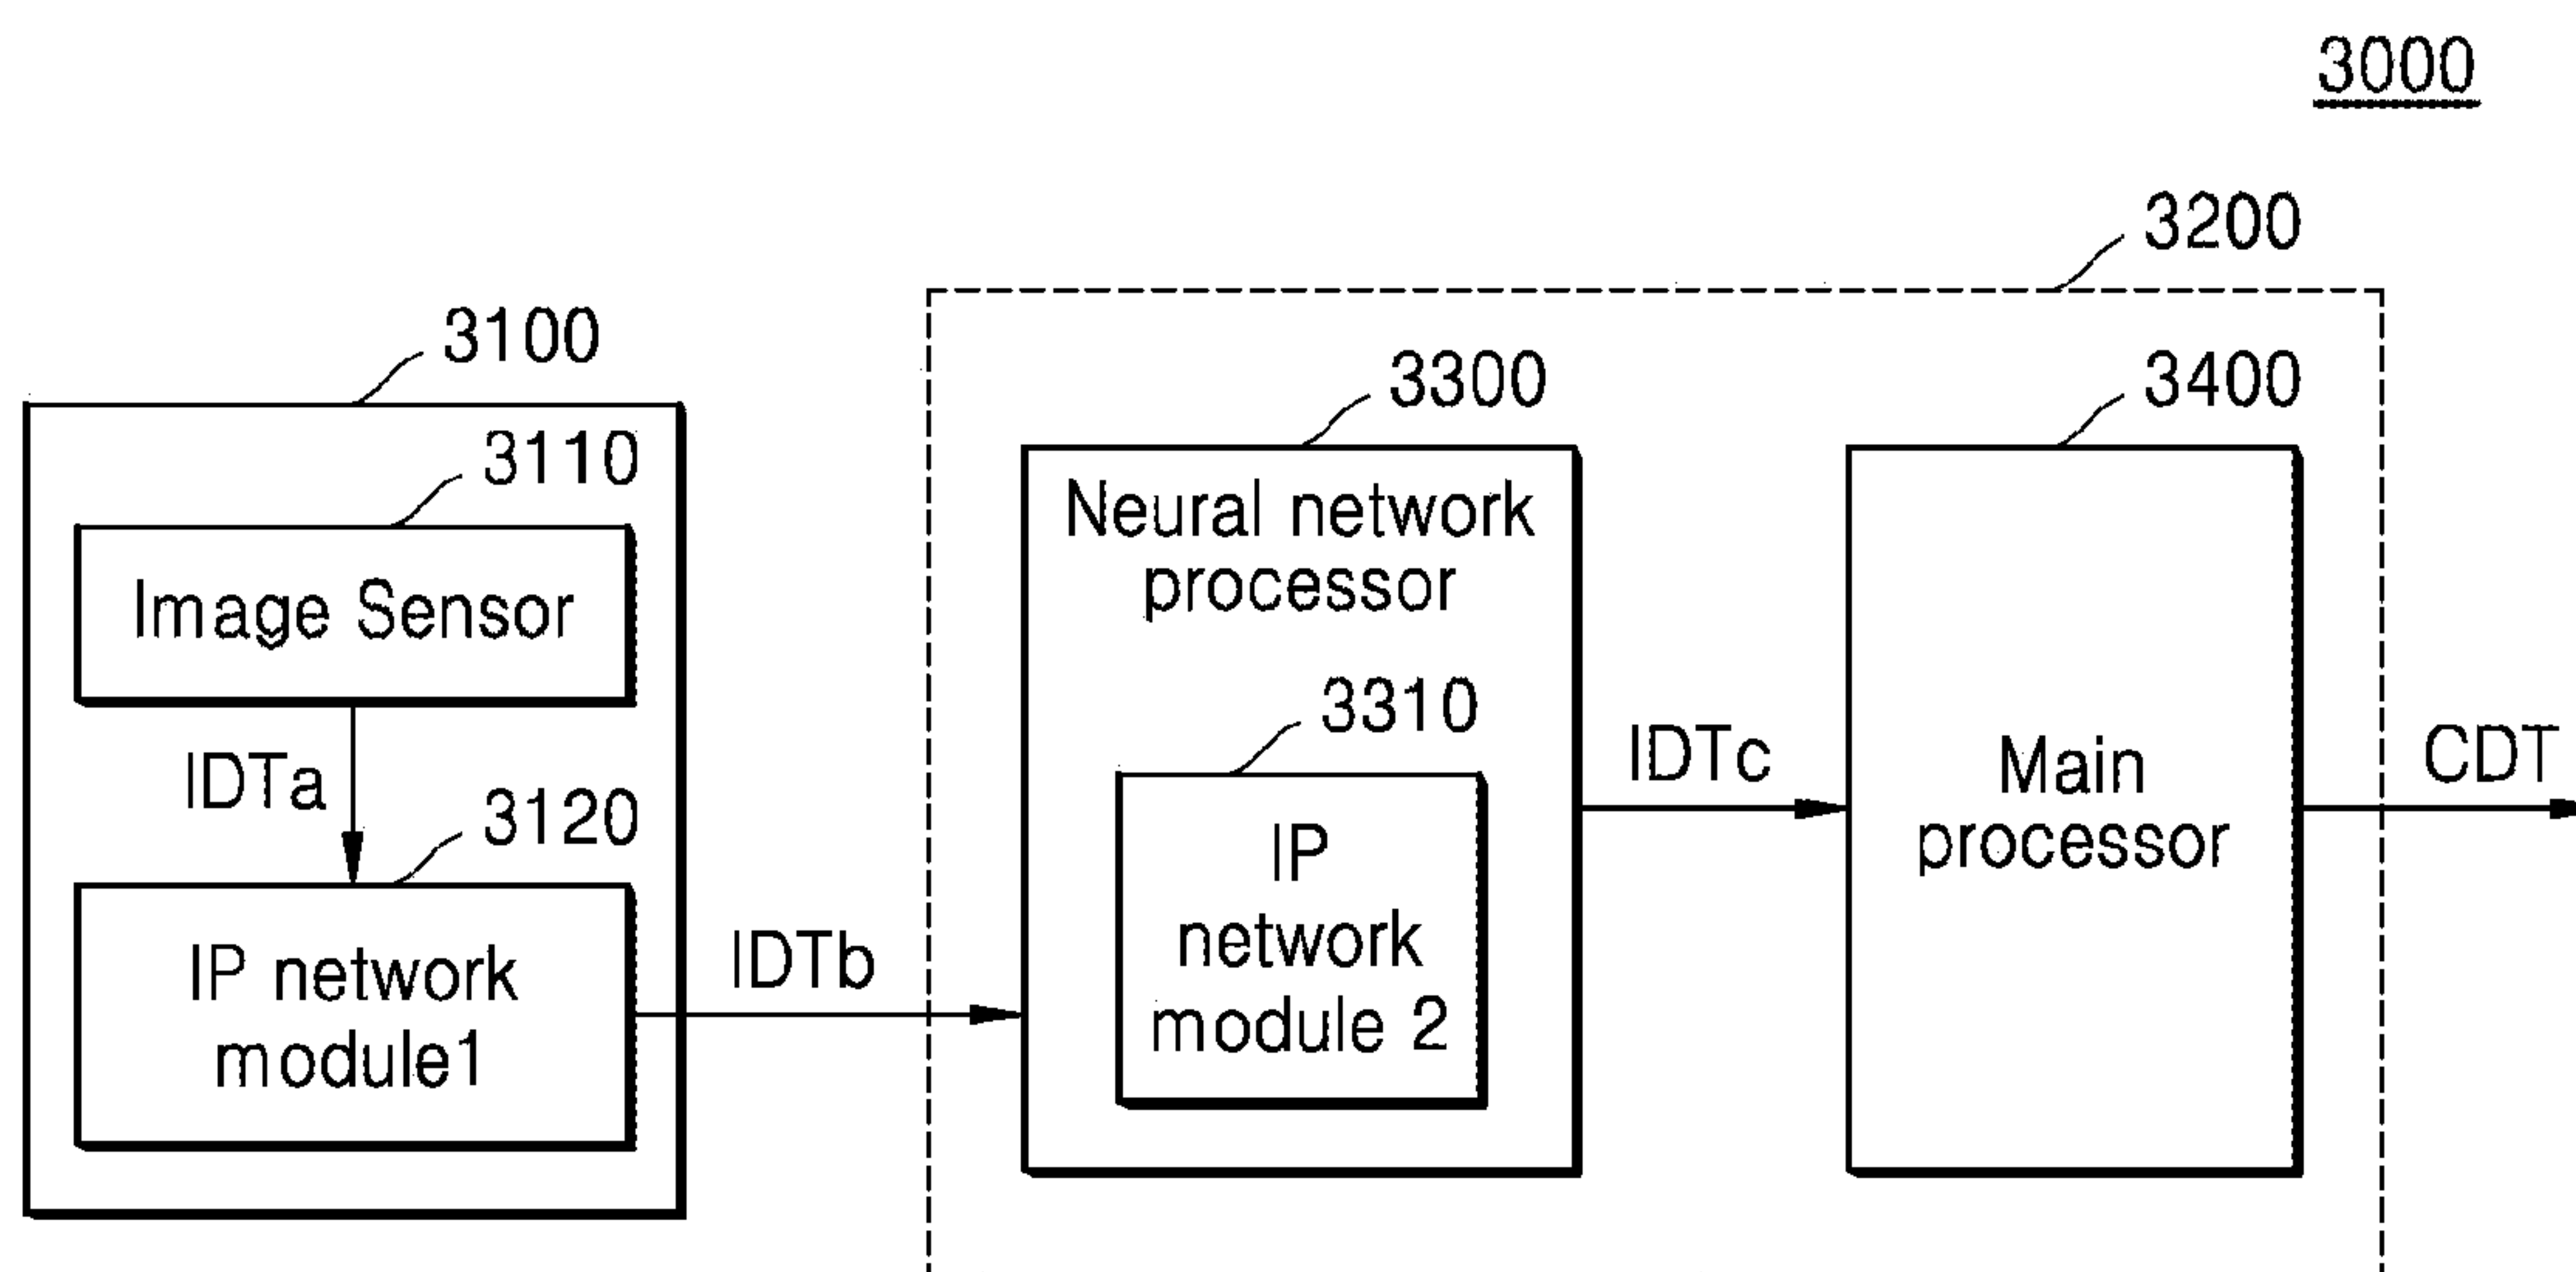 3000
3200
3100
3300
3400
3110
Image Sensor
IDTa
3120
IP network
module1
IDTb
Neural network
processor
3310
IP
network
module 2
IDTc
Main
processor
CDT